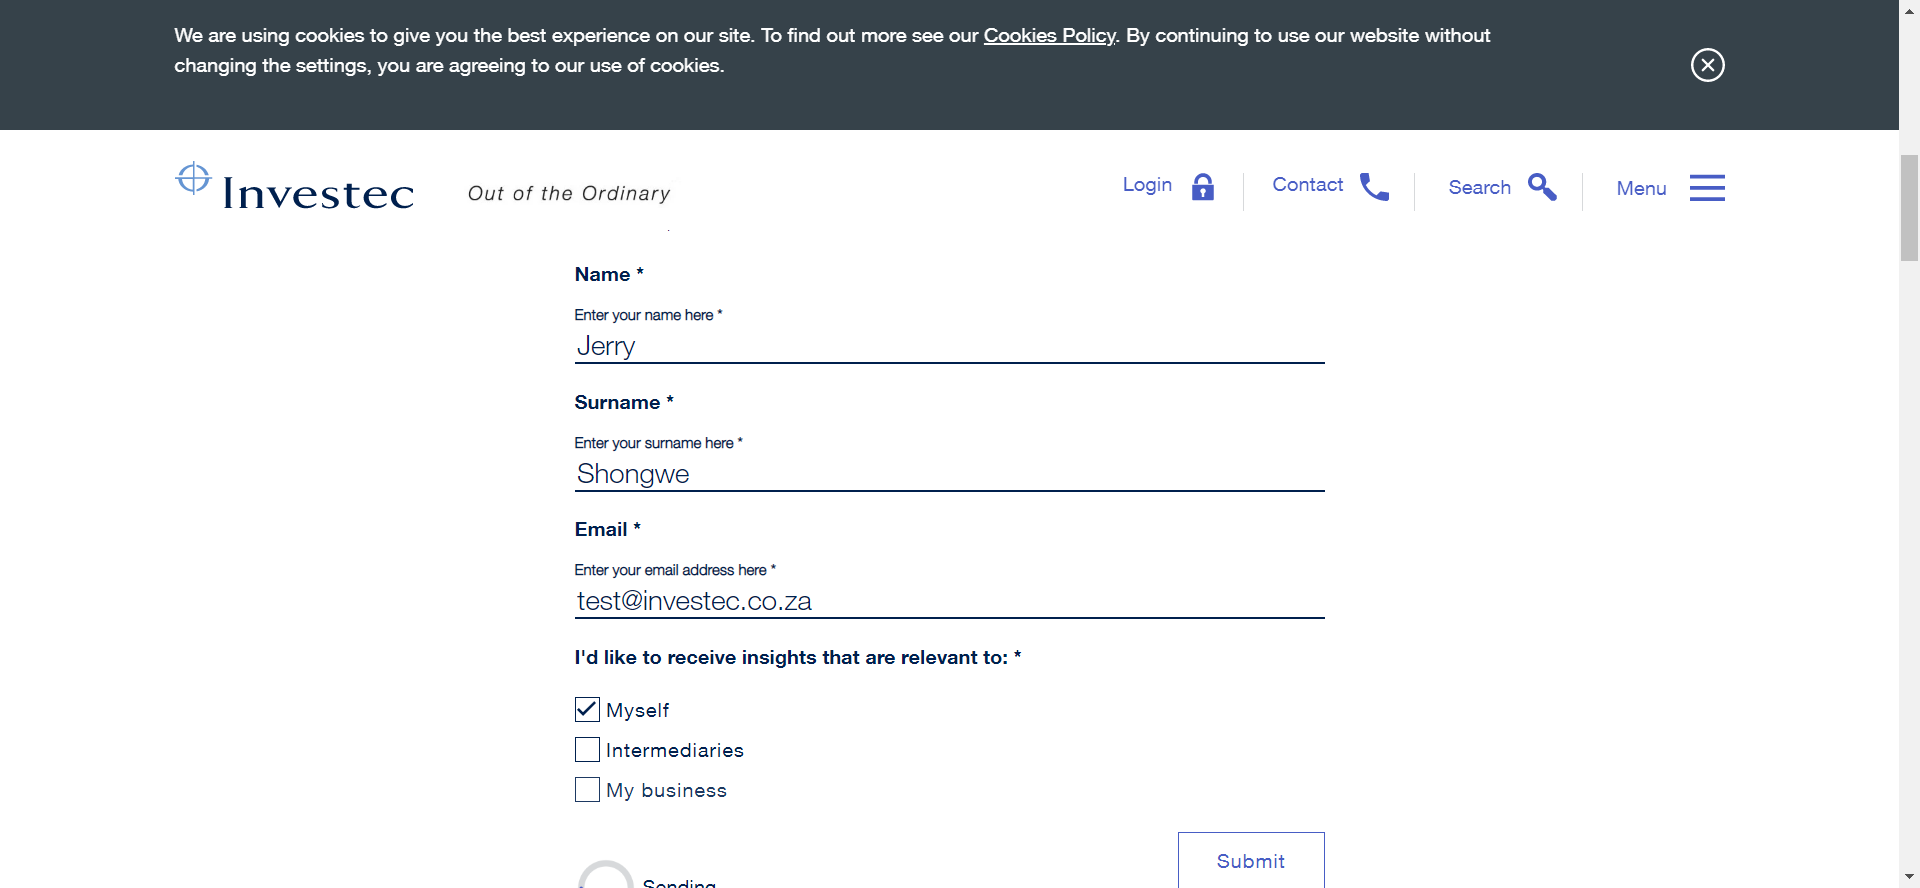 We are using cookies to give you the best experience on our site. To find out more see our Cookies Policy. By continuing to use our website without
changing the settings, you are agreeing to our use of cookies.
Investec Out of the Ordinary Login Contact Search Menu
Name *
Enter your name here *
Jerry
Surname *
Enter your surname here *
Shongwe
Email *
Enter your email address here *
test@investec.co.za
I'd like to receive insights that are relevant to: *
Myself
Intermediaries
My business
Submit
Sending